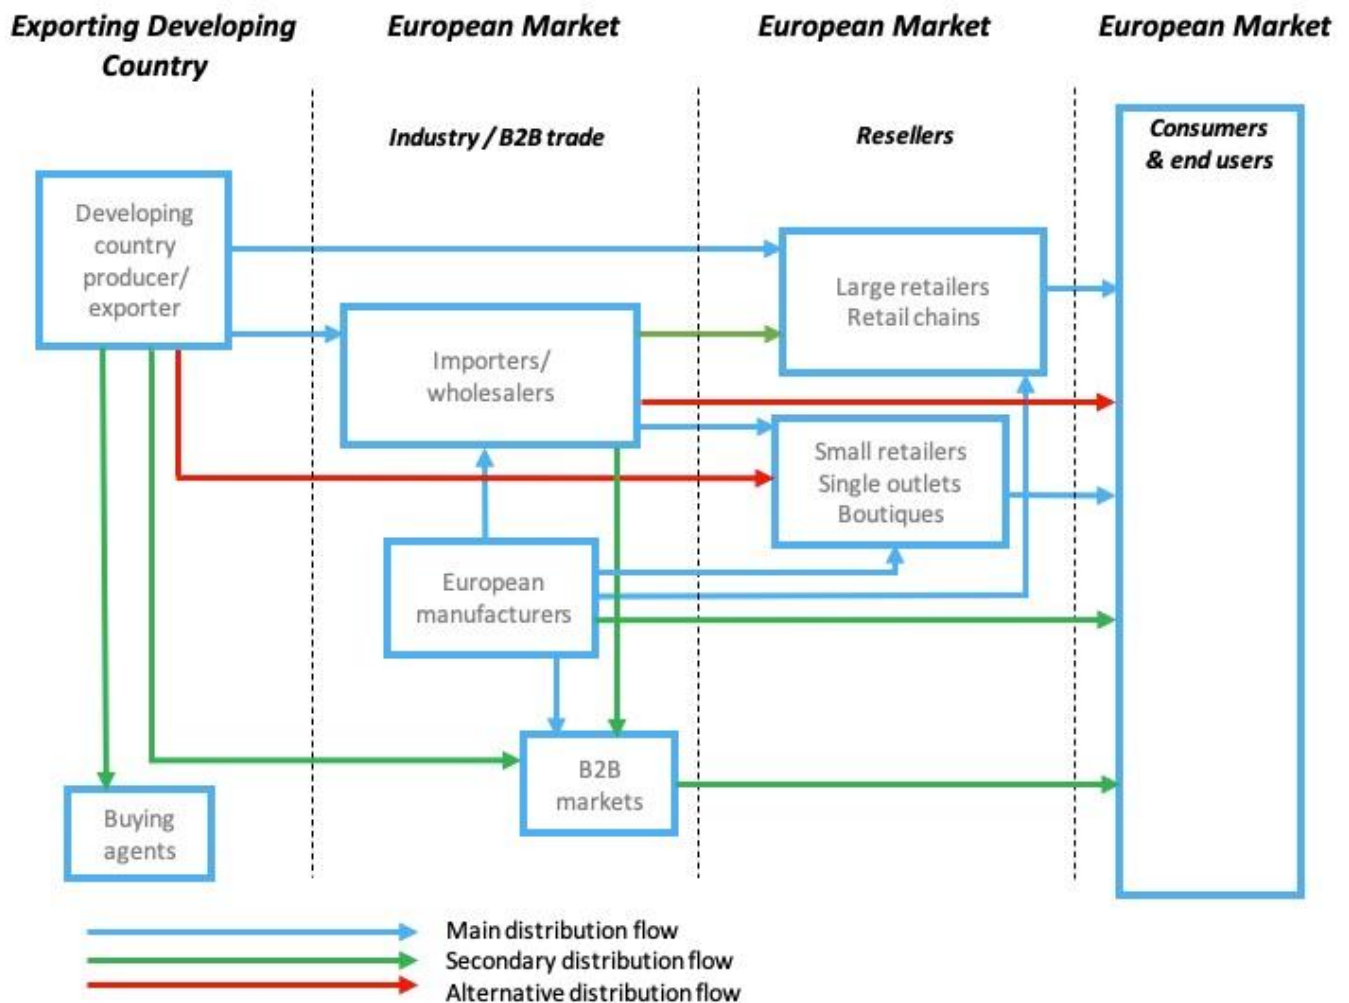 Exporting Developing
Country
European Market
European Market
European Market
Industry / B2B trade
Resellers
Consumers
& end users
Developing
country
producer/
exporter
Large retailers
Retail chains
Importers/
wholesalers
Small retailers
Single outlets
Boutiques
European
manufacturers
B2B
markets
Buying
agents
Main distribution flow
Secondary distribution flow
Alternative distribution flow